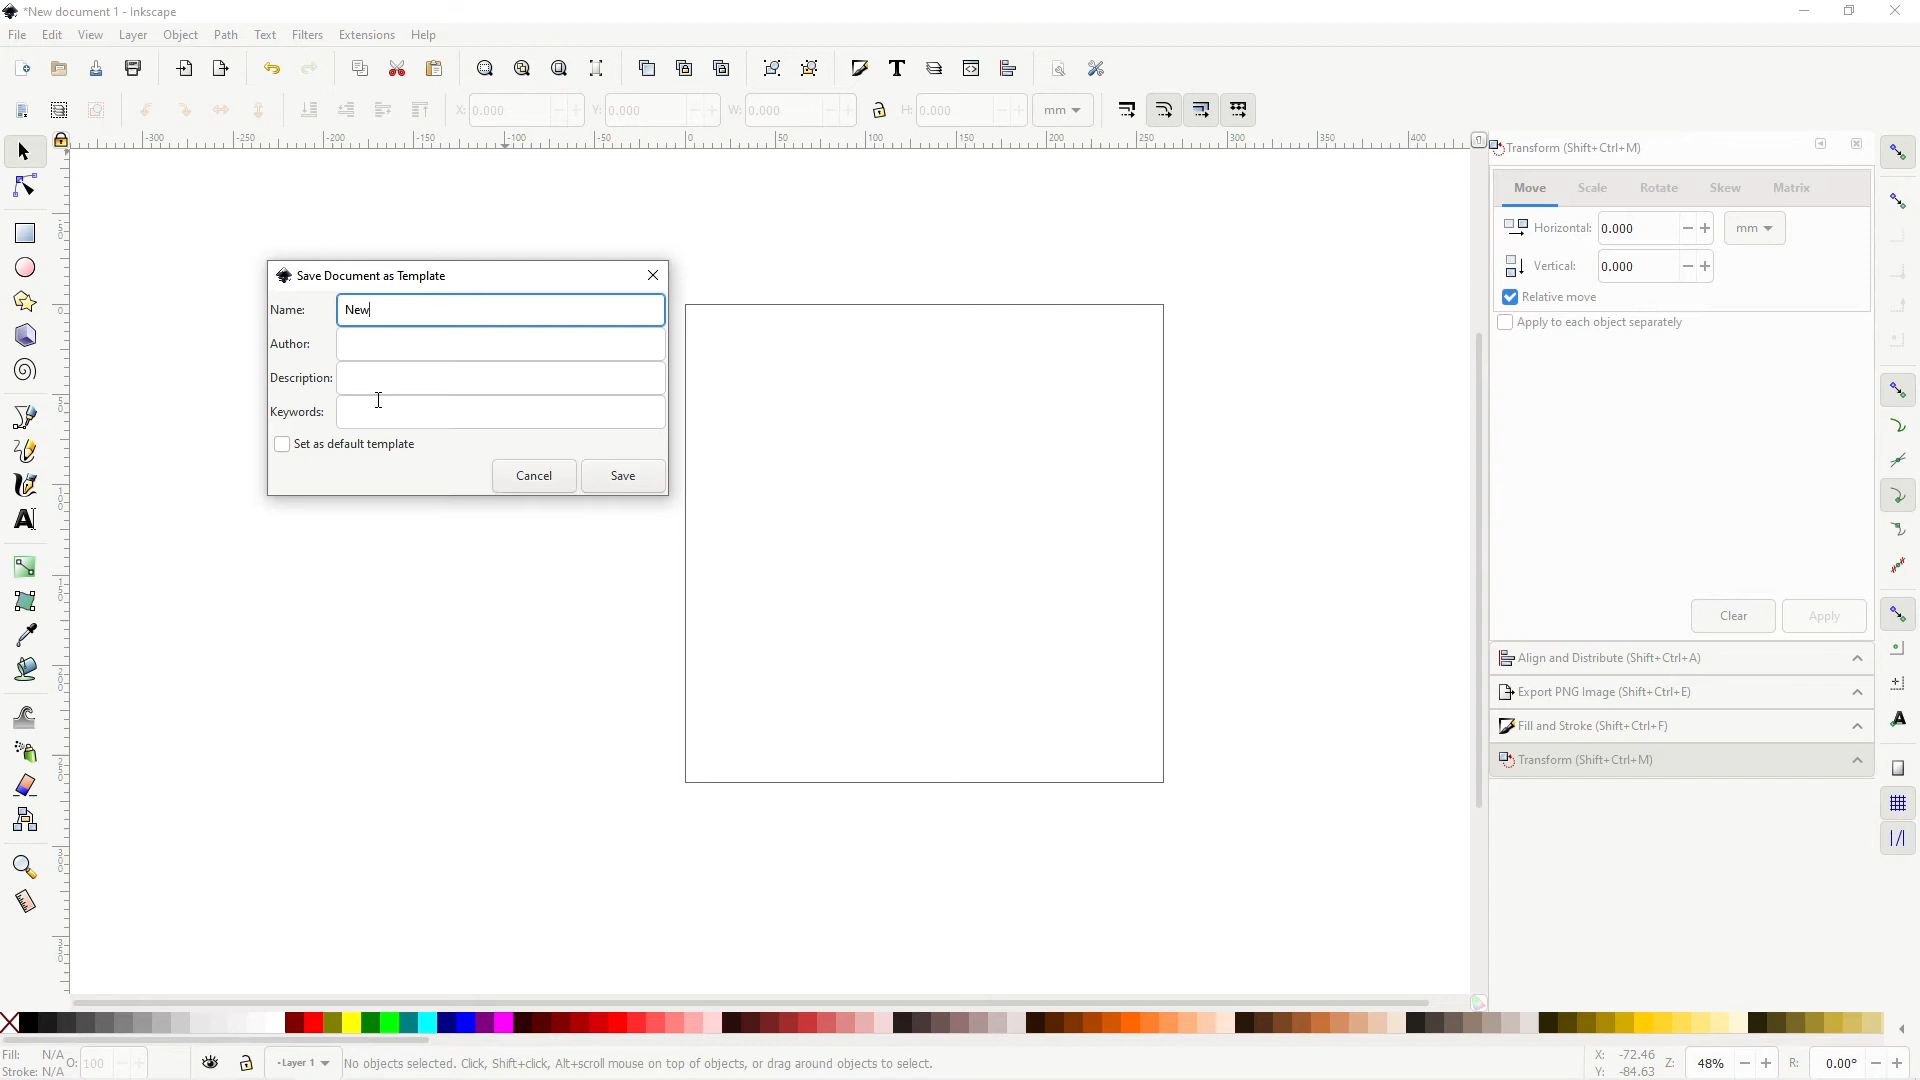 *New document 1 - Inkscape
File Edit View Layer Object Path Text Filters Extensions Help
X: 0.000 Y: 0.000 W: 0.000 H: 0.000 mm
-300 -250 -200 -150 -100 -50 0 50 100 150 200 250 300 350 400
Transform (Shift+Ctrl+M)
Move Scale Rotate Skew Matrix
Horizontal: 0.000 mm
Vertical: 0.000
Relative move
Apply to each object separately
Save Document as Template
Name: New
Author:
Description:
Keywords:
Set as default template
Cancel Save
Clear Apply
Align and Distribute (Shift+Ctrl+A)
Export PNG Image (Shift+Ctrl+E)
Fill and Stroke (Shift+Ctrl+F)
Transform (Shift+Ctrl+M)
Fill: N/A O: 100 -Layer 1 No objects selected. Click, Shift+click, Alt+scroll mouse on top of objects, or drag around objects to select. X: -72.46 Z: 48% R: 0.00°
Stroke: N/A Y: -84.63